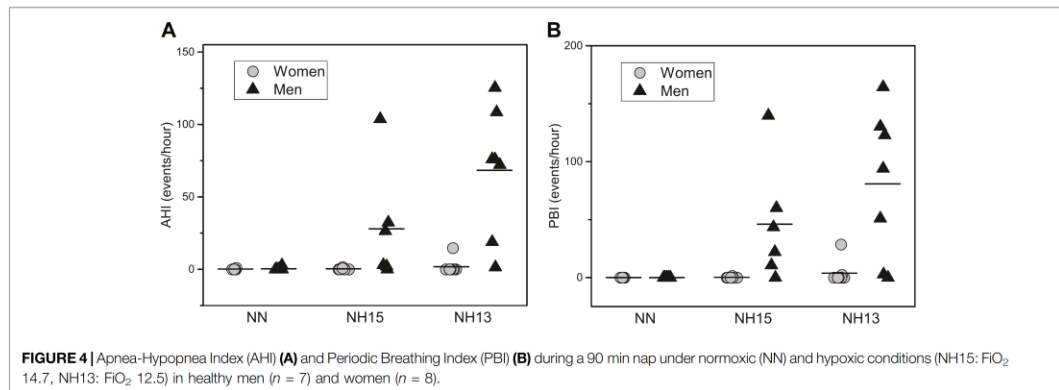 A
B
150
100
50
0
AHI (events/hour)
Women
Men
NN
NH15
NH13
200
100
0
PBI (events/hour)
Women
Men
NN
NH15
NH13
FIGURE 4 | Apnea-Hypopnea Index (AHI) (A) and Periodic Breathing Index (PBI) (B) during a 90 min nap under normoxic (NN) and hypoxic conditions (NH15: FiO₂
14.7, NH13: FiO₂ 12.5) in healthy men (n = 7) and women (n = 8).